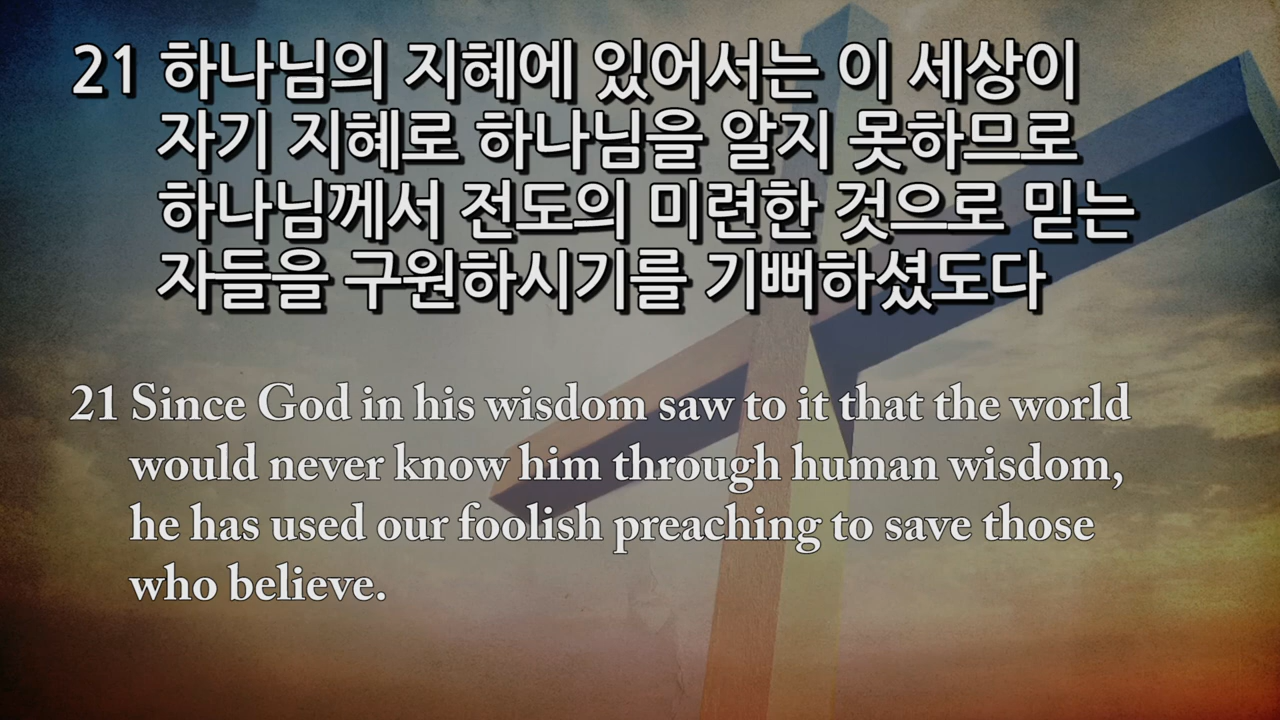 21 하나님의 지혜에 있어서는 이 세상이
자기 지혜로 하나님을 알지 못하므로
하나님께서 전도의 미련한 것으로 믿는
자들을 구원하시기를 기뻐하셨도다
21 Since God in his wisdom saw to it that the world
would never know him through human wisdom,
he has used our foolish preaching to save those
who believe.